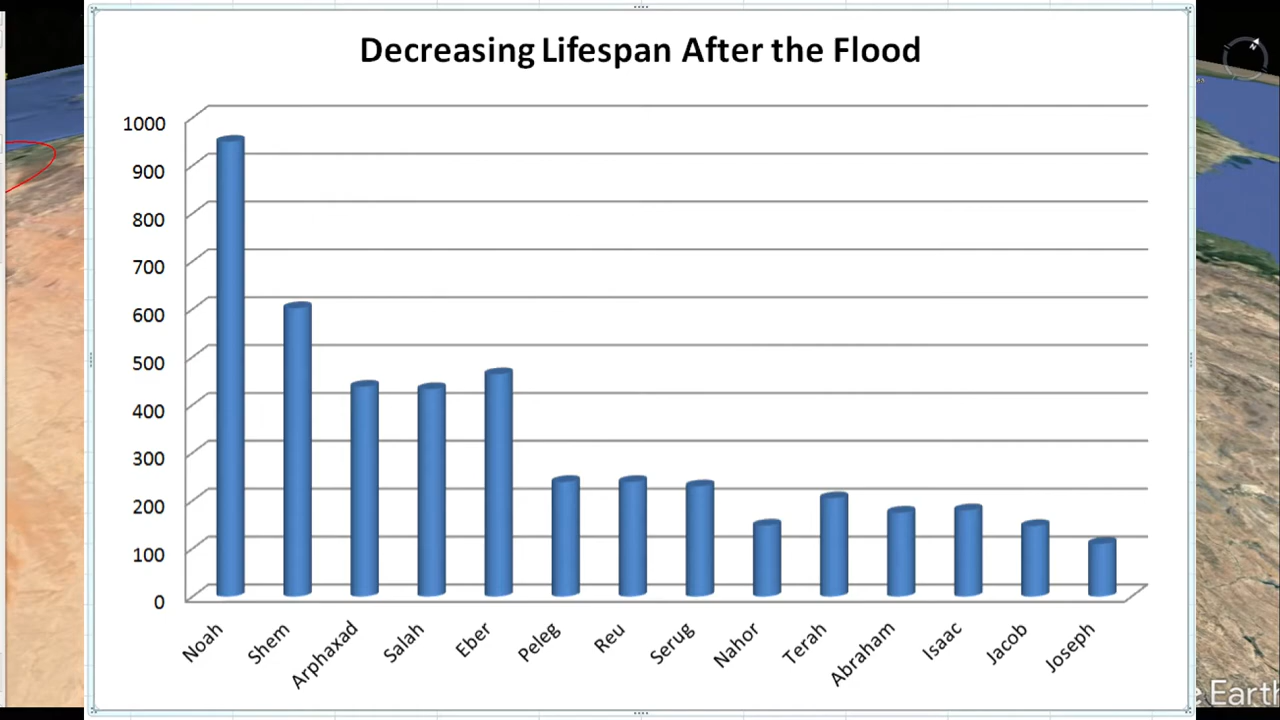 Decreasing Lifespan After the Flood
1000
900
800
700
600
500
400
300
200
100
0
Noah
Shem
Arphaxad
Salah
Eber
Peleg
Reu
Serug
Nahor
Terah
Abraham
Isaac
Jacob
Joseph
N
Earth